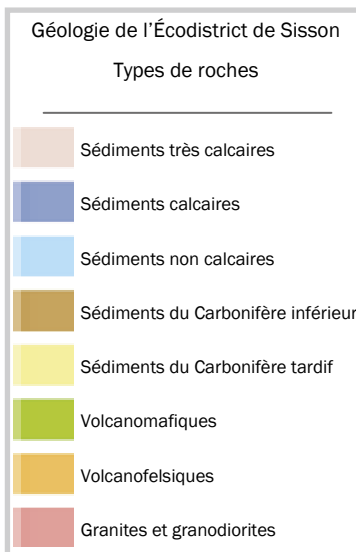 Géologie de l’Écodistrict de Sisson
Types de roches
Sédiments très calcaires
Sédiments calcaires
Sédiments non calcaires
Sédiments du Carbonifère inférieur
Sédiments du Carbonifère tardif
Volcanomafiques
Volcanofelsiques
Granites et granodiorites